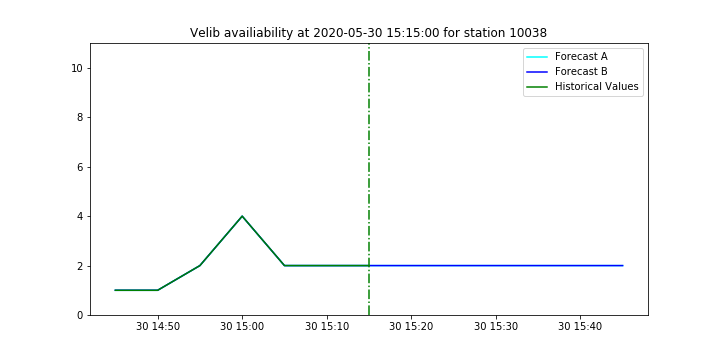 Velib availiability at 2020-05-30 15:15:00 for station 10038
Forecast A
Forecast B
Historical Values
10
8
6
4
2
0
30 14:50 30 15:00 30 15:10 30 15:20 30 15:30 30 15:40